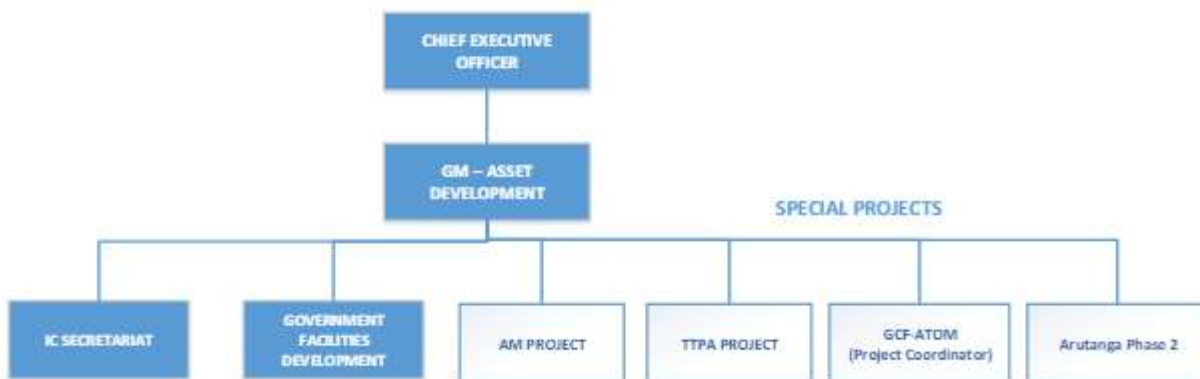 CHIEF EXECUTIVE
OFFICER
GM – ASSET
DEVELOPMENT
SPECIAL PROJECTS
IC SECRETARIAT
GOVERNMENT
FACILITIES
DEVELOPMENT
AM PROJECT
TTPA PROJECT
GCF-ATOM
(Project Coordinator)
Arutanga Phase 2